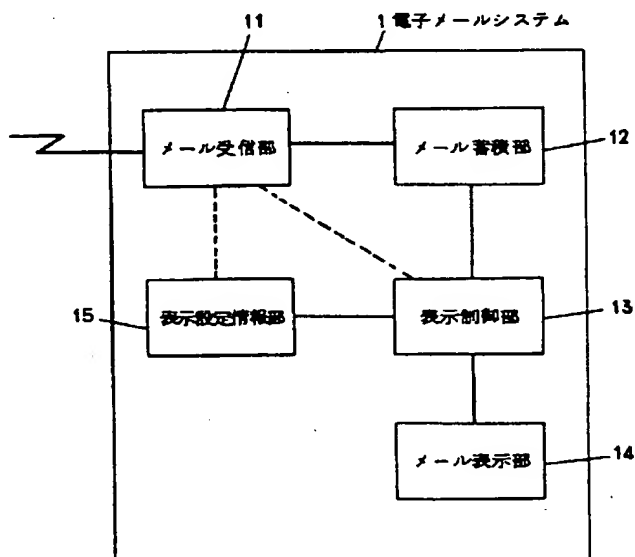 11
1 電子メールシステム
メール受信部
メール蓄積部
12
15
表示設定情報部
表示制御部
13
メール表示部
14